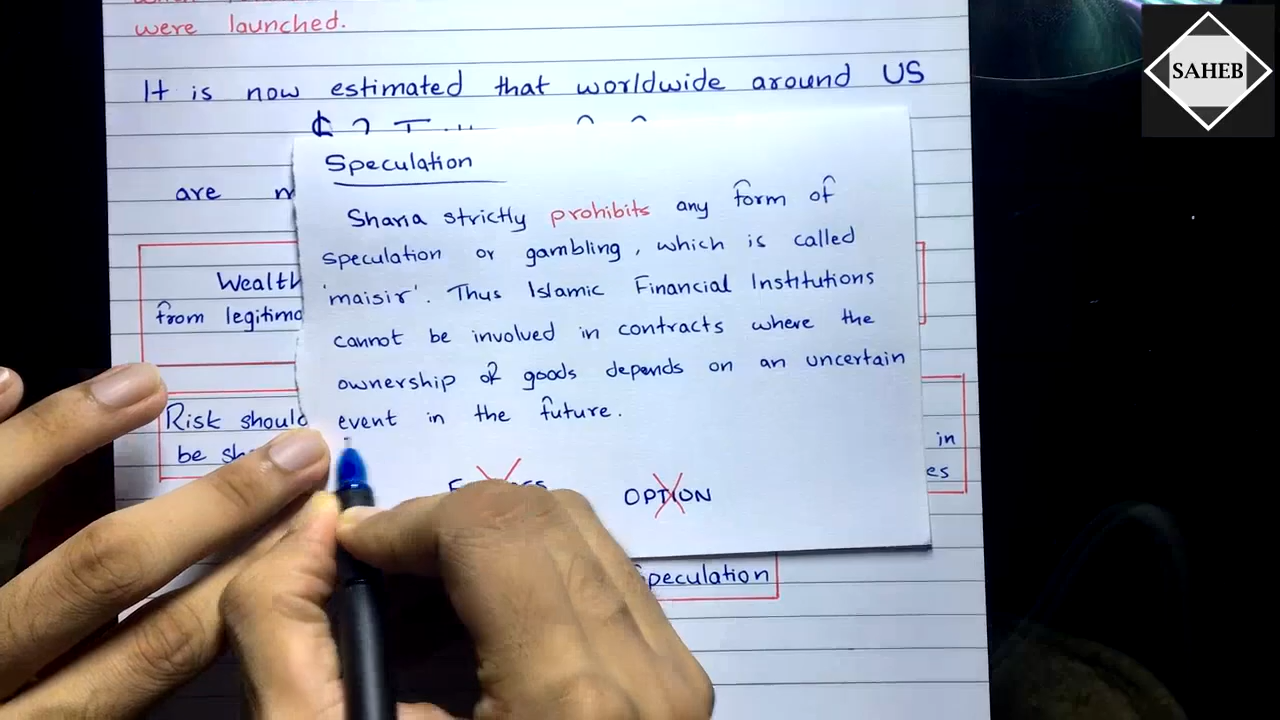 were launched.
It is now estimated that worldwide around US
are
Speculation
Sharia strictly prohibits any form of
speculation or gambling, which is called
'maisir'. Thus Islamic Financial Institutions
cannot be involved in contracts where the
ownership of goods depends on an uncertain
event in the future.
OPTION
Wealth
from legitima
Risk should
be sh
in
es
Speculation
SAHEB